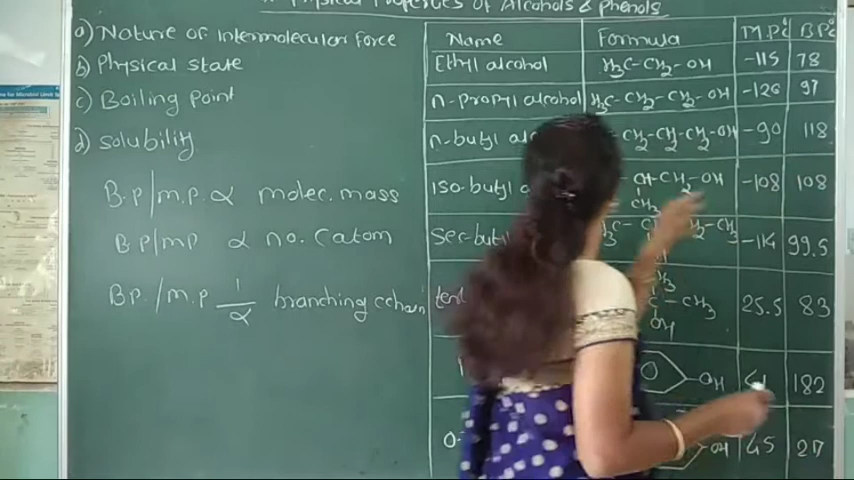 Physical Properties of Alcohols & Phenols
a) Nature of Intermolecular Force
b) Physical state
c) Boiling Point
d) Solubility
B.P/m.p. ∝ molec. mass
B.P/mp ∝ no. C atom
B.P./m.p 1/∝ branching c chain
Name Formula M.P°c B.P°c
Ethyl alcohol H3C-CH2-OH -115 78
n-propyl alcohol H3C-CH2-CH2-OH -126 97
n-butyl CH2-CH2-CH2-OH -90 118
Iso-butyl CH-CH2-OH -108 108
CH3
Sec-buty -CH3 -114 99.5
25.5 83
C-CH3
OH
-OH 182
O- -OH 45 217